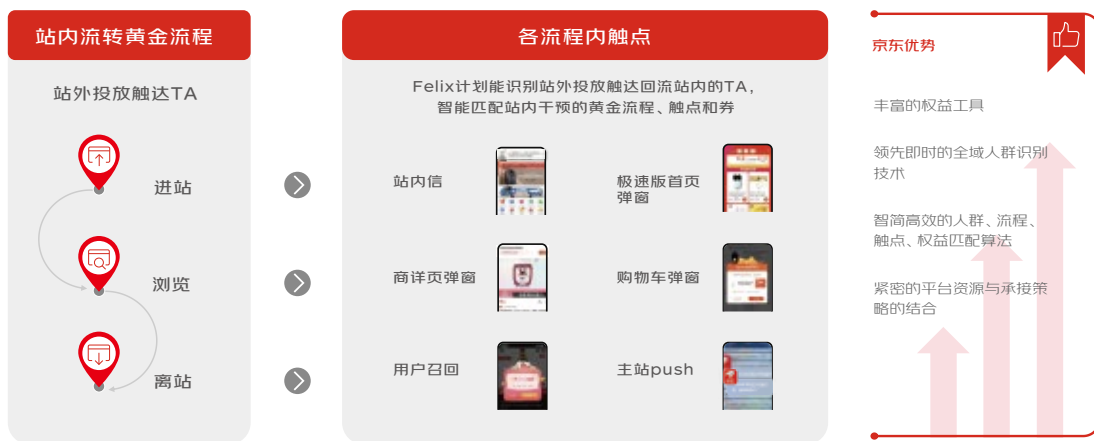 站内流转黄金流程
站外投放触达TA
进站
浏览
离站
各流程内触点
Felix计划能识别站外投放触达回流站内的TA，
智能匹配站内干预的黄金流程、触点和券
站内信
极速版首页
弹窗
商详页弹窗
购物车弹窗
用户召回
主站push
京东优势
丰富的权益工具
领先即时的全域人群识别
技术
智简高效的人群、流程、
触点、权益匹配算法
紧密的平台资源与承接策
略的结合